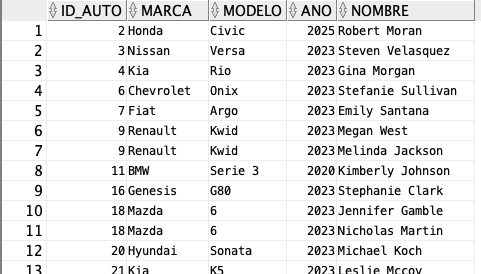 ID_AUTO MARCA MODELO ANO NOMBRE
1 2 Honda Civic 2025 Robert Moran
2 3 Nissan Versa 2023 Steven Velasquez
3 4 Kia Rio 2023 Gina Morgan
4 6 Chevrolet Onix 2023 Stefanie Sullivan
5 7 Fiat Argo 2023 Emily Santana
6 9 Renault Kwid 2023 Megan West
7 9 Renault Kwid 2023 Melinda Jackson
8 11 BMW Serie 3 2020 Kimberly Johnson
9 16 Genesis G80 2023 Stephanie Clark
10 18 Mazda 6 2023 Jennifer Gamble
11 18 Mazda 6 2023 Nicholas Martin
12 20 Hyundai Sonata 2023 Michael Koch
13 21 Kia K5 2023 Leslie Mccoy